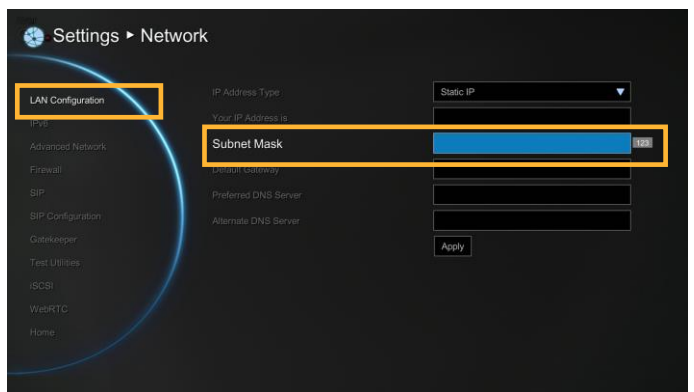 Settings ▸ Network
LAN Configuration
IPv6
Advanced Network
Firewall
SIP
SIP Configuration
Gatekeeper
Test Utilities
iSCSI
WebRTC
Home
IP Address Type
Static IP
Your IP Address is
Subnet Mask
123
Default Gateway
Preferred DNS Server
Alternate DNS Server
Apply